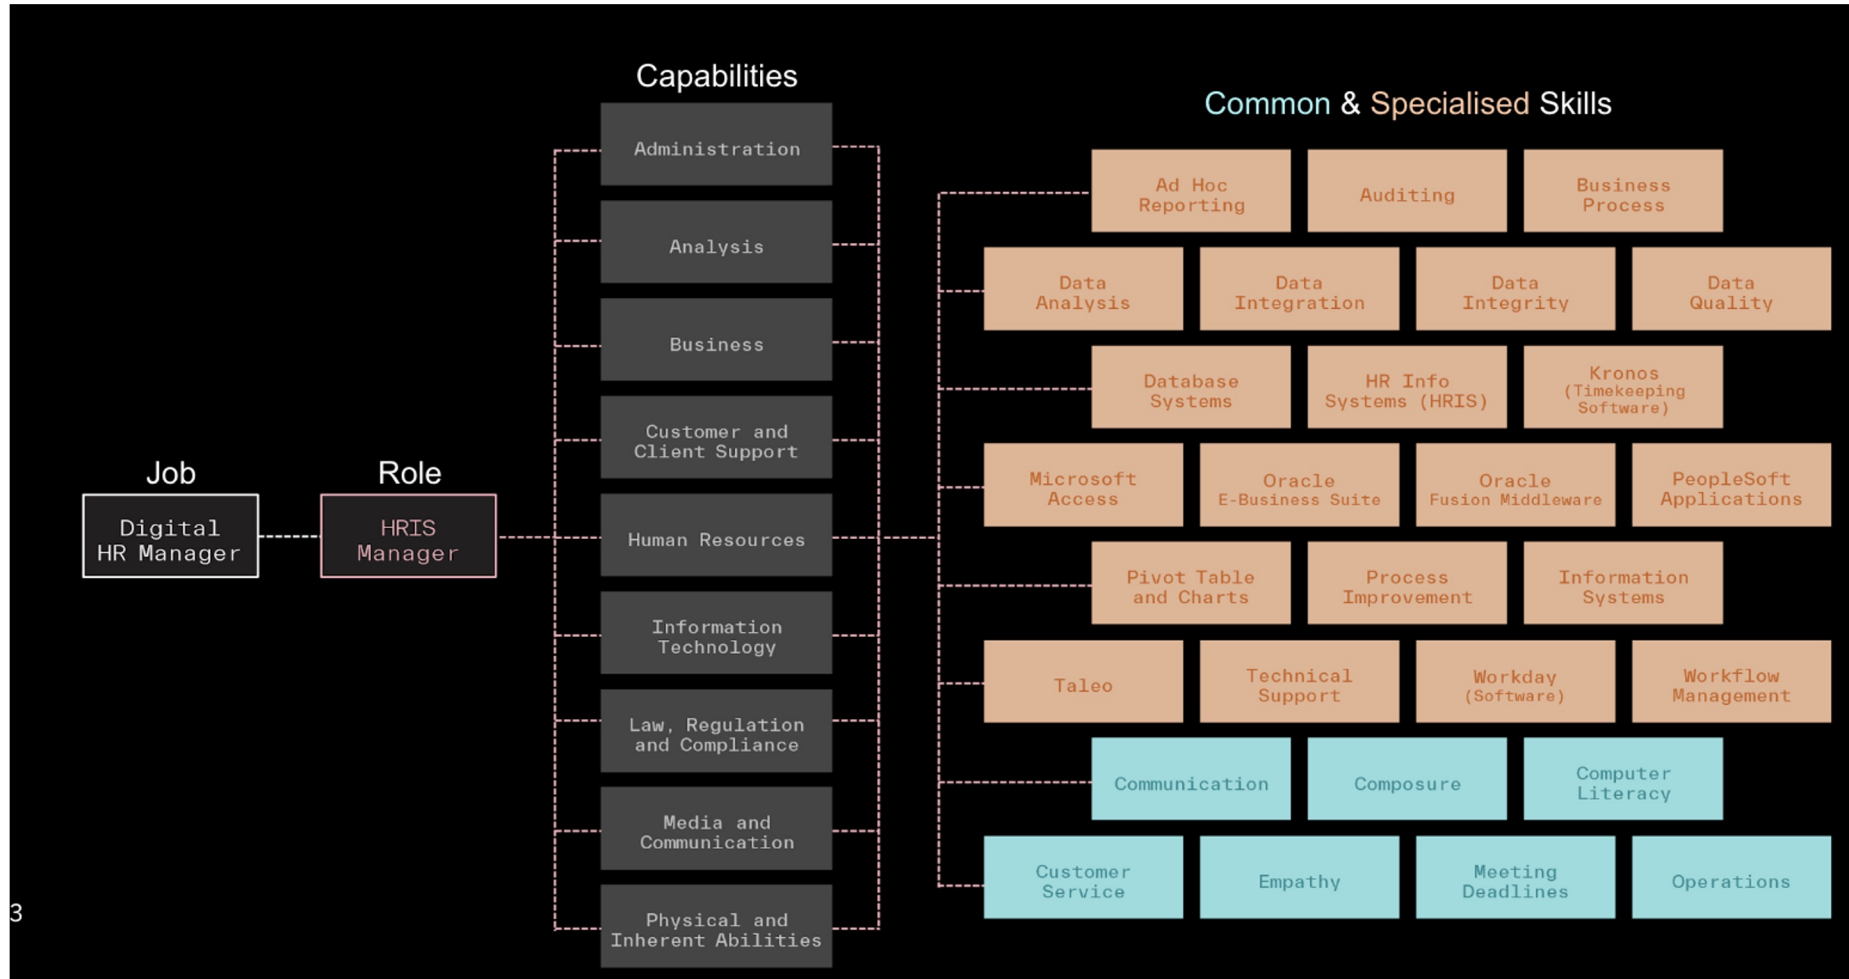 Capabilities
Common & Specialised Skills
Job
Role
Digital
HR Manager
HRIS
Manager
Administration
Analysis
Business
Customer and
Client Support
Human Resources
Information
Technology
Law, Regulation
and Compliance
Media and
Communication
Physical and
Inherent Abilities
Ad Hoc
Reporting
Auditing
Business
Process
Data
Analysis
Data
Integration
Data
Integrity
Data
Quality
Database
Systems
HR Info
Systems (HRIS)
Kronos
(Timekeeping
Software)
Microsoft
Access
Oracle
E-Business Suite
Oracle
Fusion Middleware
PeopleSoft
Applications
Pivot Table
and Charts
Process
Improvement
Information
Systems
Taleo
Technical
Support
Workday
(Software)
Workflow
Management
Communication
Composure
Computer
Literacy
Customer
Service
Empathy
Meeting
Deadlines
Operations
3